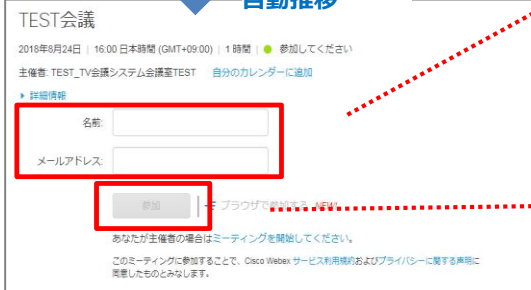 自動推移
TEST会議
2018年8月24日 | 16:00 日本時間 (GMT+09:00) | 1 時間 | 参加してください
主催者: TEST_TV会議システム会議室TEST 自分のカレンダーに追加
詳細情報
名前:
メールアドレス:
参加 ブラウザで参加する NEW!
あなたが主催者の場合はミーティングを開始してください。
このミーティングに参加することで、Cisco Webex サービス利用規約およびプライバシーに関する声明に
同意したものとみなします。